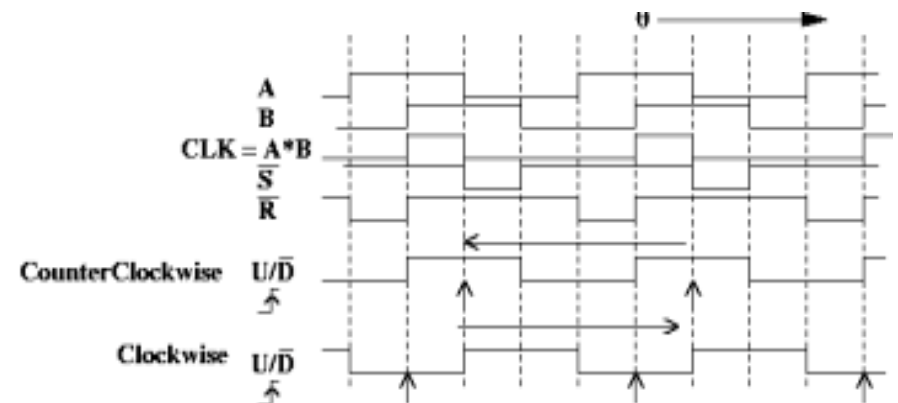 A
B
CLK = A*B
S̅
R̅
CounterClockwise U/D̅
Clockwise U/D̅